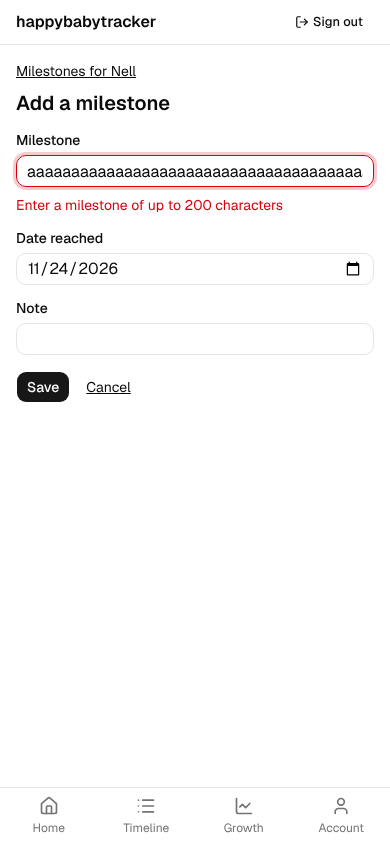 happybabytracker
Sign out
Milestones for Nell
Add a milestone
Milestone
aaaaaaaaaaaaaaaaaaaaaaaaaaaaaaaaaaaaaa
Enter a milestone of up to 200 characters
Date reached
11/24/2026
Note
Save Cancel
Home Timeline Growth Account